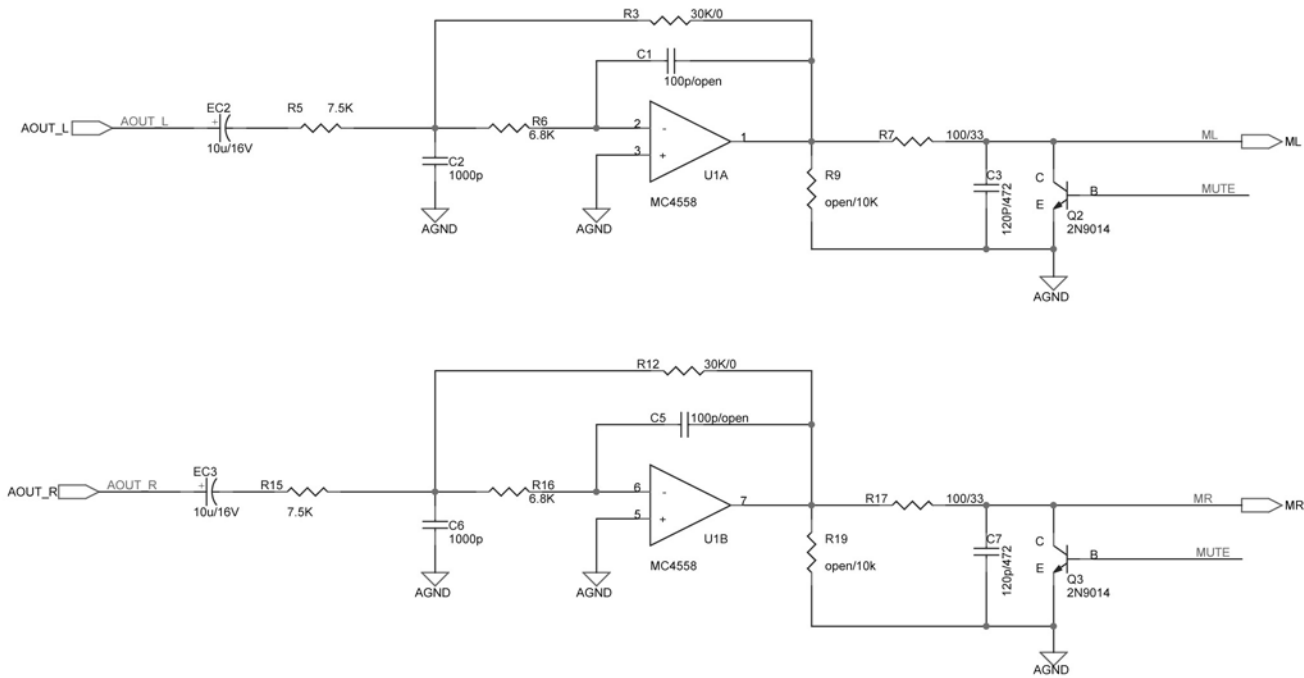 R3 30K/0
C1
100p/open
EC2 R5 7.5K
AOUT_L AOUT_L + R6 2 - 1 R7 100/33 ML ML
10u/16V 6.8K
C2
1000p
3 +
U1A
MC4558
R9
open/10K
C3
120P/472
C
E
B MUTE
Q2
2N9014
AGND AGND
AGND
R12 30K/0
C5 100p/open
EC3
AOUT_R AOUT_R + R15 R16 6 - 7 R17 100/33 MR MR
10u/16V 7.5K 6.8K
C6
1000p
5 +
U1B
MC4558
R19
open/10k
C7
120p/472
C
E
B MUTE
Q3
2N9014
AGND AGND
AGND